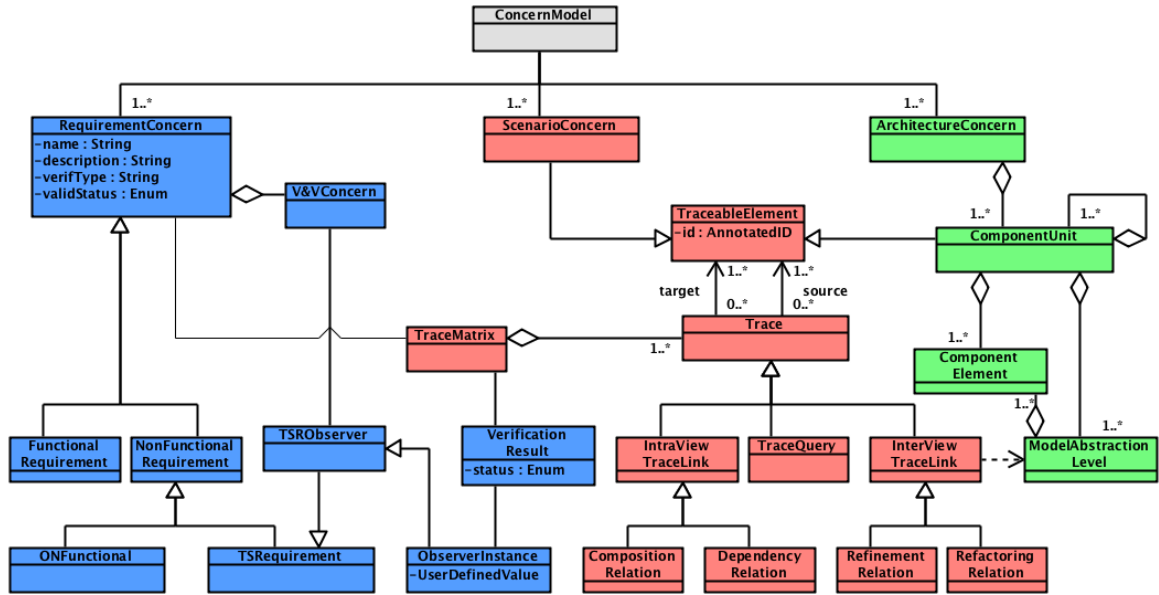 ConcernModel
1..*
1..*
1..*
RequirementConcern
-name : String
-description : String
-verifType : String
-validStatus : Enum
ScenarioConcern
ArchitectureConcern
V&VConcern
TraceableElement
-id : AnnotatedID
1..*
1..*
ComponentUnit
target
1..*
1..*
source
0..*
0..*
TraceMatrix
1..*
Trace
1..*
Component
Element
1..*
1..*
Functional
Requirement
NonFunctional
Requirement
TSRObserver
Verification
Result
-status : Enum
IntraView
TraceLink
TraceQuery
InterView
TraceLink
ModelAbstraction
Level
ONFunctional
TSRequirement
ObserverInstance
-UserDefinedValue
Composition
Relation
Dependency
Relation
Refinement
Relation
Refactoring
Relation